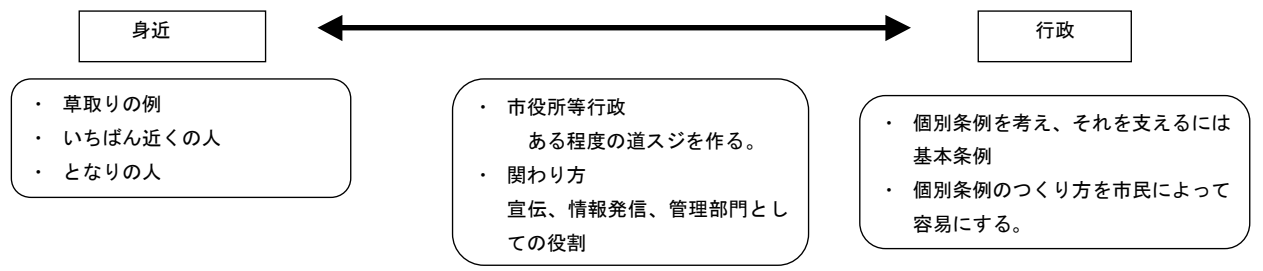 身近
行政
・ 草取りの例
・ いちばん近くの人
・ となりの人
・ 市役所等行政
ある程度の道スジを作る。
・ 関わり方
宣伝、情報発信、管理部門とし
ての役割
・ 個別条例を考え、それを支えるには
基本条例
・ 個別条例のつくり方を市民によって
容易にする。